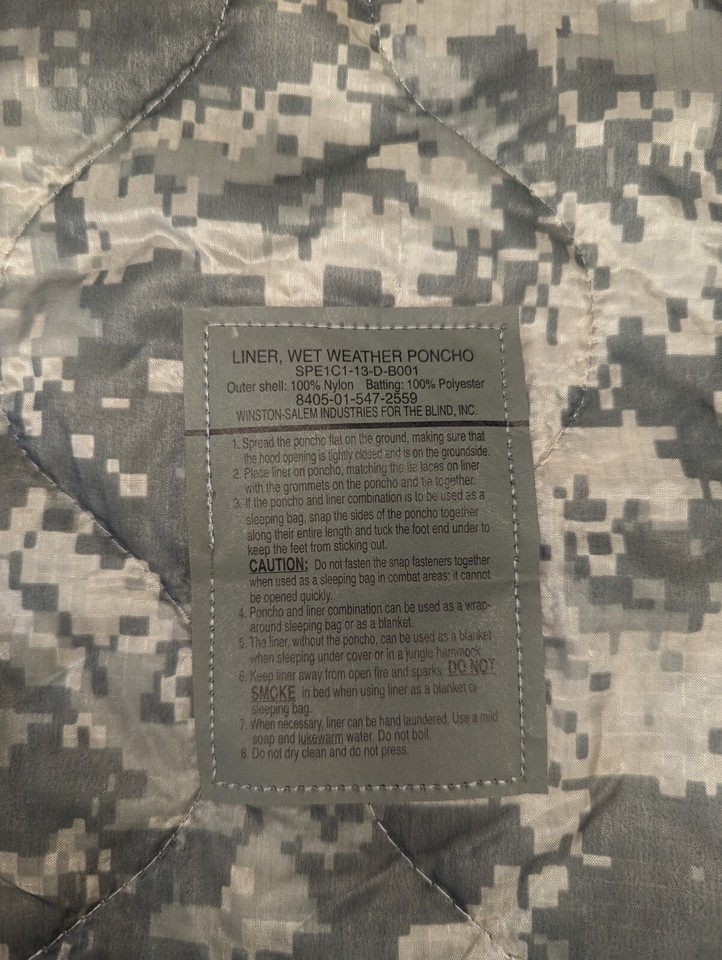 LINER, WET WEATHER PONCHO
SPE1C1-13-D-B001
Outer shell: 100% Nylon Batting: 100% Polyester
8405-01-547-2559
WINSTON-SALEM INDUSTRIES FOR THE BLIND, INC.
1. Spread the poncho flat on the ground, making sure that
the hood opening is tightly closed and is on the groundside.
2. Place liner on poncho, matching the tie laces on liner
with the grommets on the poncho and tie together.
3. If the poncho and liner combination is to be used as a
sleeping bag, snap the sides of the poncho together
along their entire length and tuck the foot end under to
keep the feet from sticking out.
CAUTION: Do not fasten the snap fasteners together
when used as a sleeping bag in combat areas; it cannot
be opened quickly.
4. Poncho and liner combination can be used as a wrap-
around sleeping bag or as a blanket.
5. The liner, without the poncho, can be used as a blanket
when sleeping under cover or in a jungle hammock.
6. Keep liner away from open fire and sparks. DO NOT
SMOKE in bed when using liner as a blanket or
sleeping bag.
7. When necessary, liner can be hand laundered. Use a mild
soap and lukewarm water. Do not boil.
8. Do not dry clean and do not press.